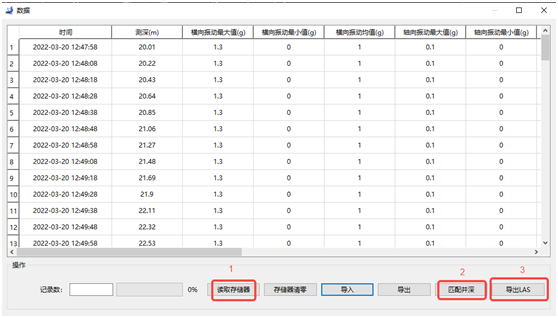 数据
时间 测深(m) 横向振动最大值(g) 横向振动最小值(g) 横向振动均值(g) 轴向振动最大值(g) 轴向振动最小值(g)
1 2022-03-20 12:47:58 20.01 1.3 0 1 0.1 0
2 2022-03-20 12:48:08 20.22 1.3 0 1 0.1 0
3 2022-03-20 12:48:18 20.43 1.3 0 1 0.1 0
4 2022-03-20 12:48:28 20.64 1.3 0 1 0.1 0
5 2022-03-20 12:48:38 20.85 1.3 0 1 0.1 0
6 2022-03-20 12:48:48 21.06 1.3 0 1 0.1 0
7 2022-03-20 12:48:58 21.27 1.3 0 1 0.1 0
8 2022-03-20 12:49:08 21.48 1.3 0 1 0.1 0
9 2022-03-20 12:49:18 21.69 1.3 0 1 0.1 0
10 2022-03-20 12:49:28 21.9 1.3 0 1 0.1 0
11 2022-03-20 12:49:38 22.11 1.3 0 1 0.1 0
12 2022-03-20 12:49:48 22.32 1.3 0 1 0.1 0
13 2022-03-20 12:49:58 22.53 1.3 0 1 0.1 0
操作
1 2 3
记录数: 0% 读取存储器 存储器清零 导入 导出 匹配井深 导出LAS